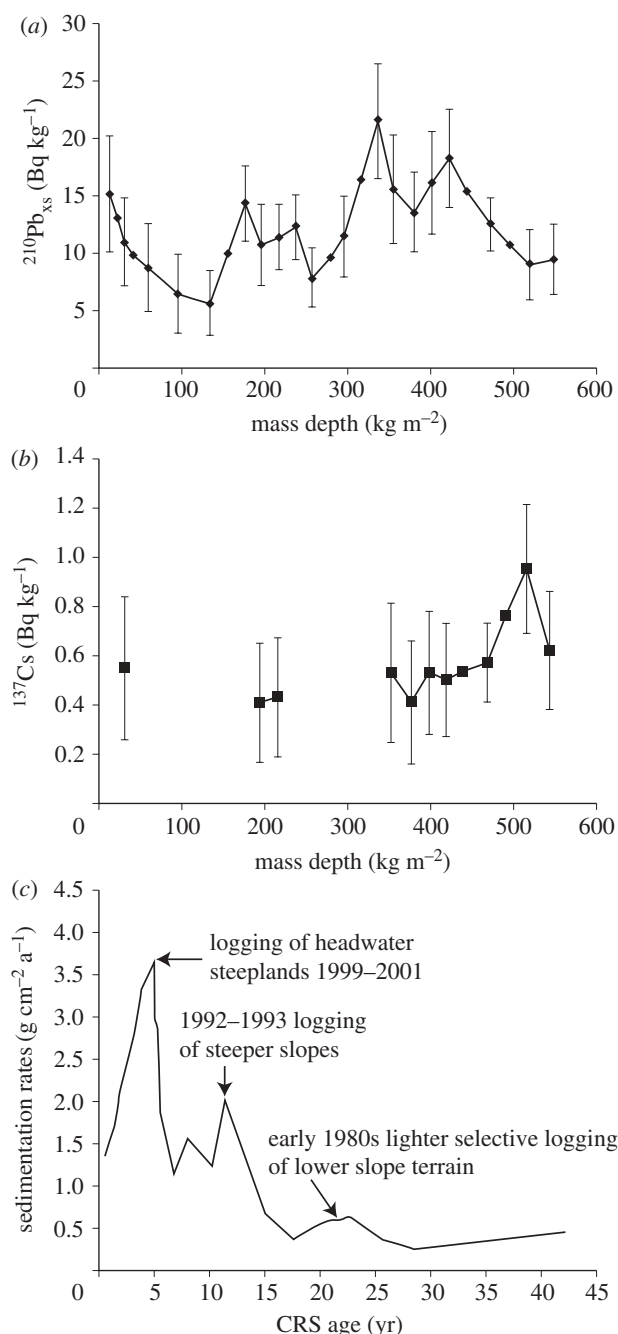 (a)
30
25
20
15
10
5
0
100 200 300 400 500 600
²¹⁰Pbₓₛ (Bq kg⁻¹)
mass depth (kg m⁻²)
(b)
1.4
1.2
1.0
0.8
0.6
0.4
0.2
0
100 200 300 400 500 600
¹³⁷Cs (Bq kg⁻¹)
mass depth (kg m⁻²)
(c)
4.5
4.0
3.5
3.0
2.5
2.0
1.5
1.0
0.5
0
5 10 15 20 25 30 35 40 45
sedimentation rates (g cm⁻² a⁻¹)
CRS age (yr)
logging of headwater
steeplands 1999–2001
1992–1993 logging
of steeper slopes
early 1980s lighter selective logging
of lower slope terrain